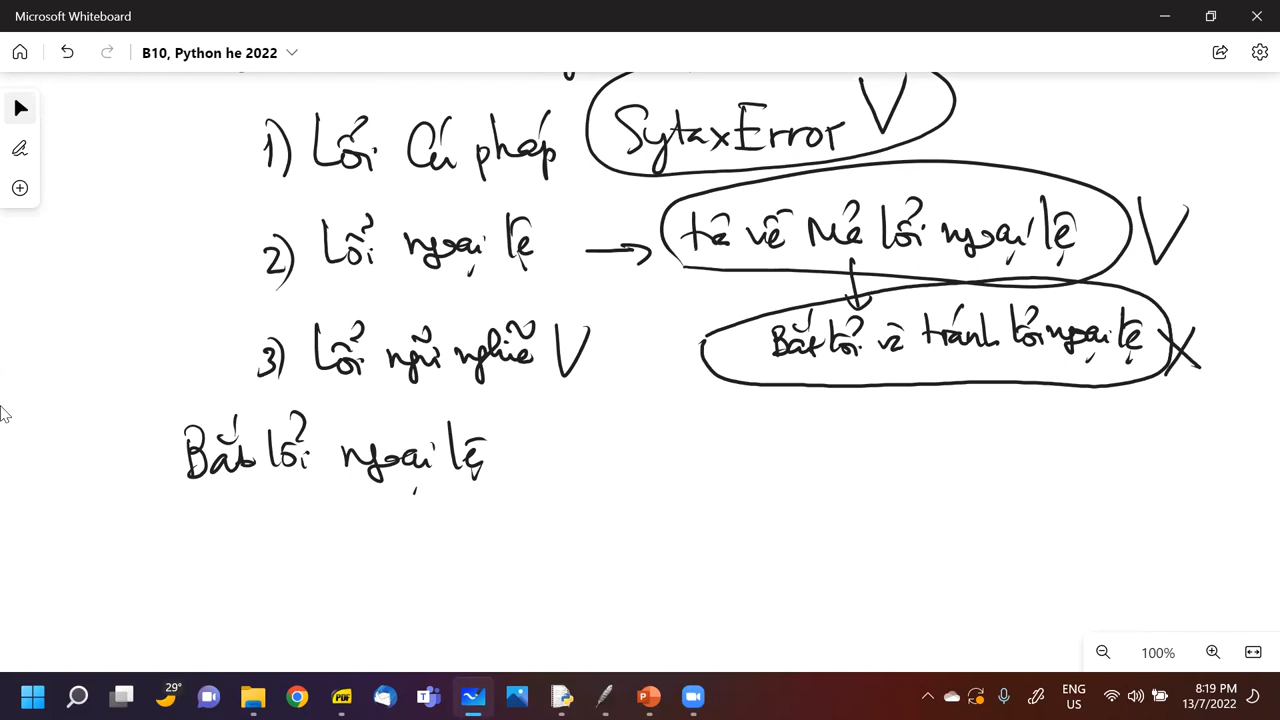 Microsoft Whiteboard
B10, Python he 2022
1) Lỗi Cú pháp SytaxError V
2) Lỗi ngoại lệ → Mã lỗi ngoại lệ V
Bắt lỗi và tránh lỗi ngoại lệ X
3) Lỗi ngữ nghĩa V
Bắt lỗi ngoại lệ
100%
29°
PDF
ENG
US
8:19 PM
13/7/2022